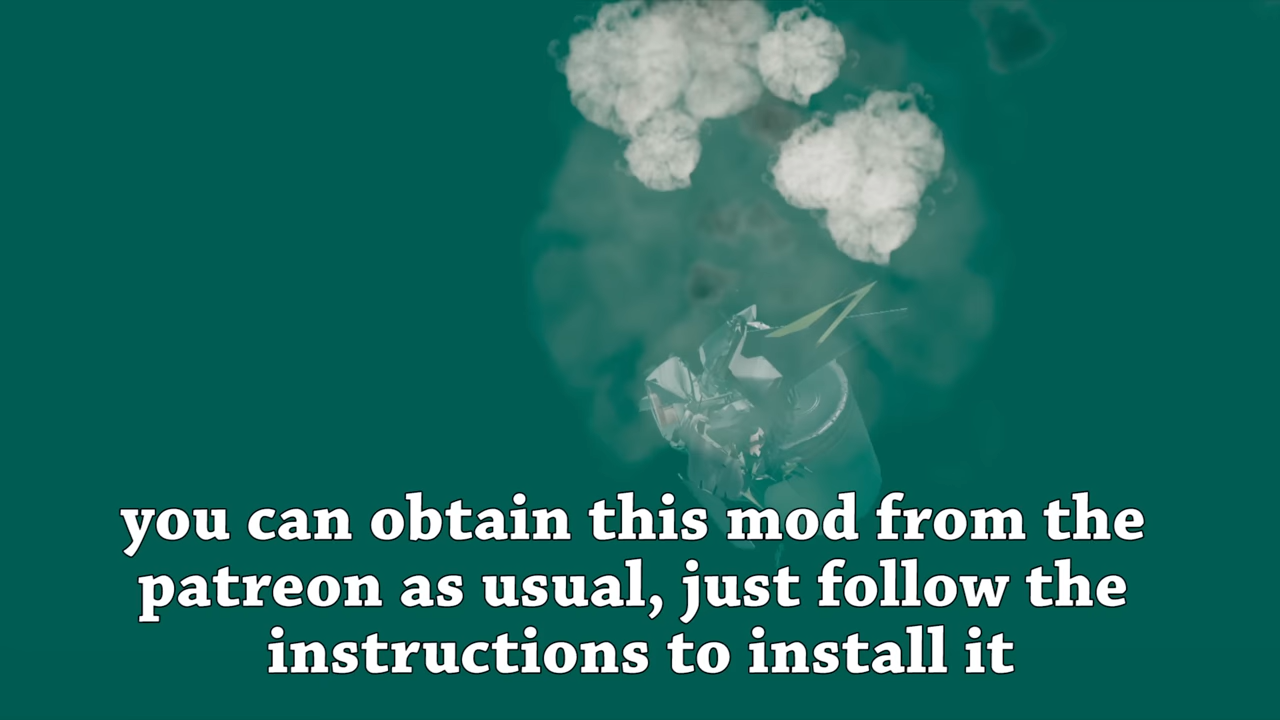 you can obtain this mod from the
patreon as usual, just follow the
instructions to install it